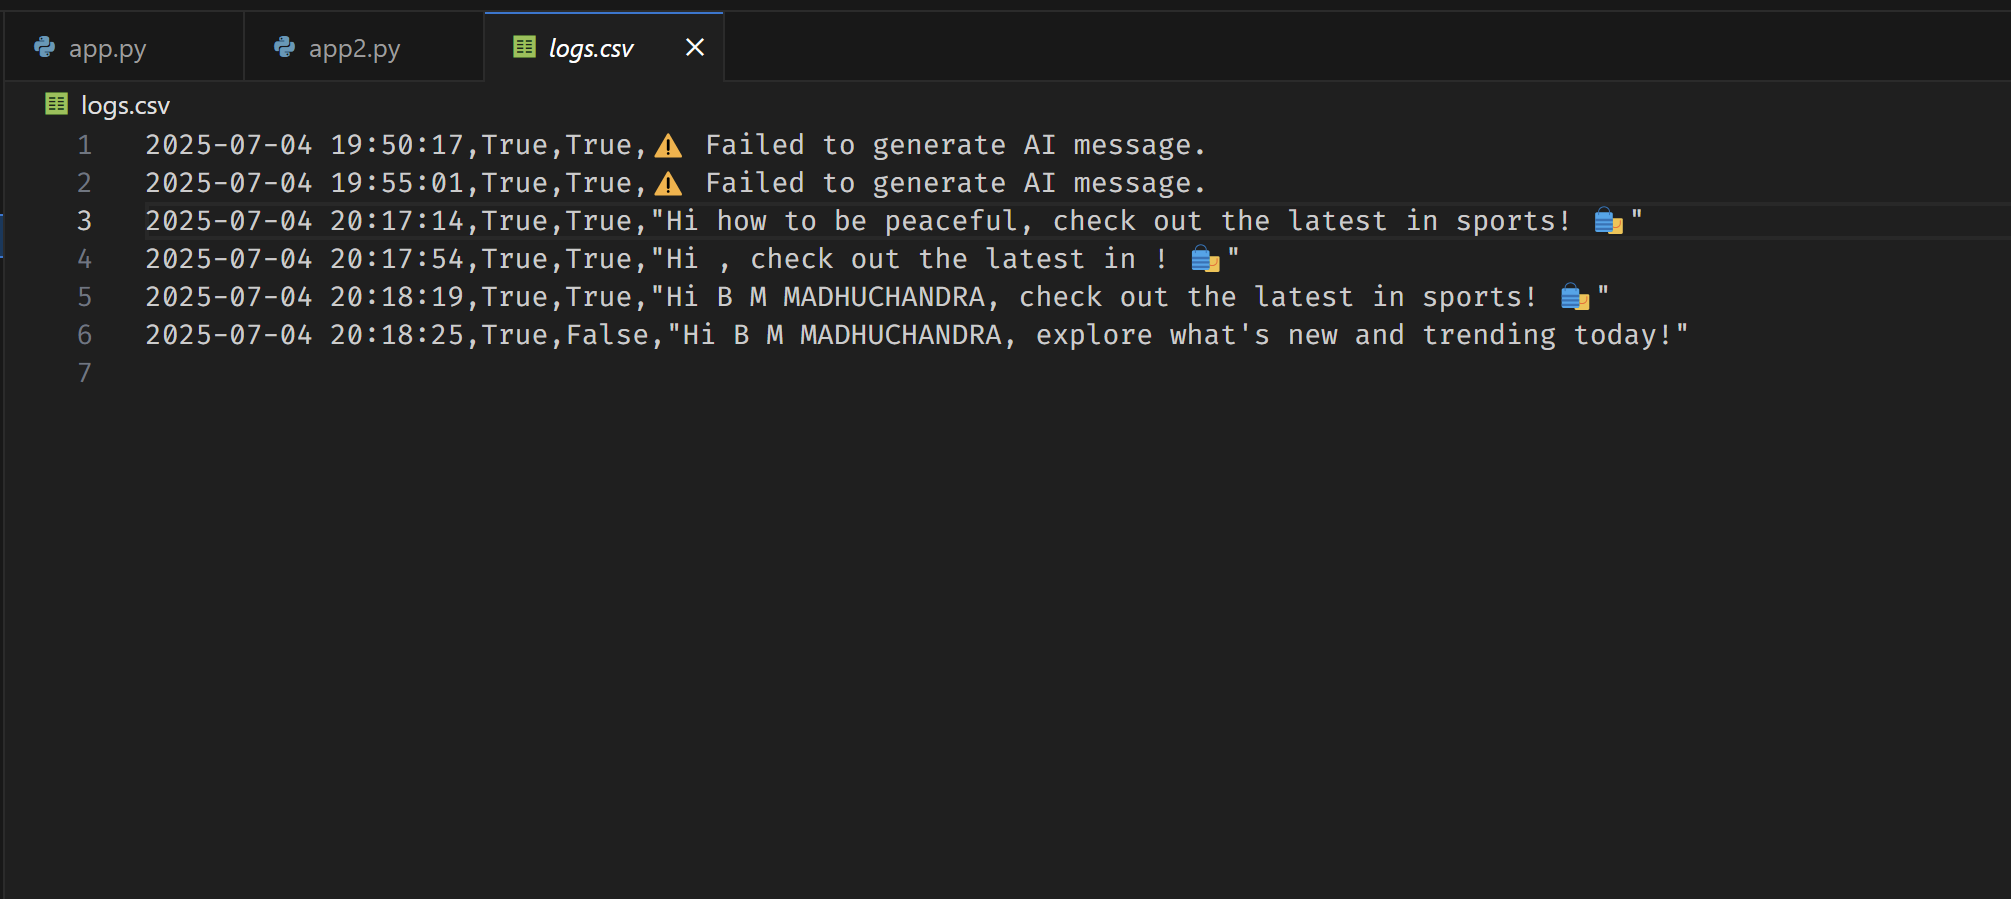 app.py app2.py logs.csv ×
logs.csv
1 2025-07-04 19:50:17,True,True,⚠️ Failed to generate AI message.
2 2025-07-04 19:55:01,True,True,⚠️ Failed to generate AI message.
3 2025-07-04 20:17:14,True,True,"Hi how to be peaceful, check out the latest in sports! 🛍️"
4 2025-07-04 20:17:54,True,True,"Hi , check out the latest in ! 🛍️"
5 2025-07-04 20:18:19,True,True,"Hi B M MADHUCHANDRA, check out the latest in sports! 🛍️"
6 2025-07-04 20:18:25,True,False,"Hi B M MADHUCHANDRA, explore what's new and trending today!"
7